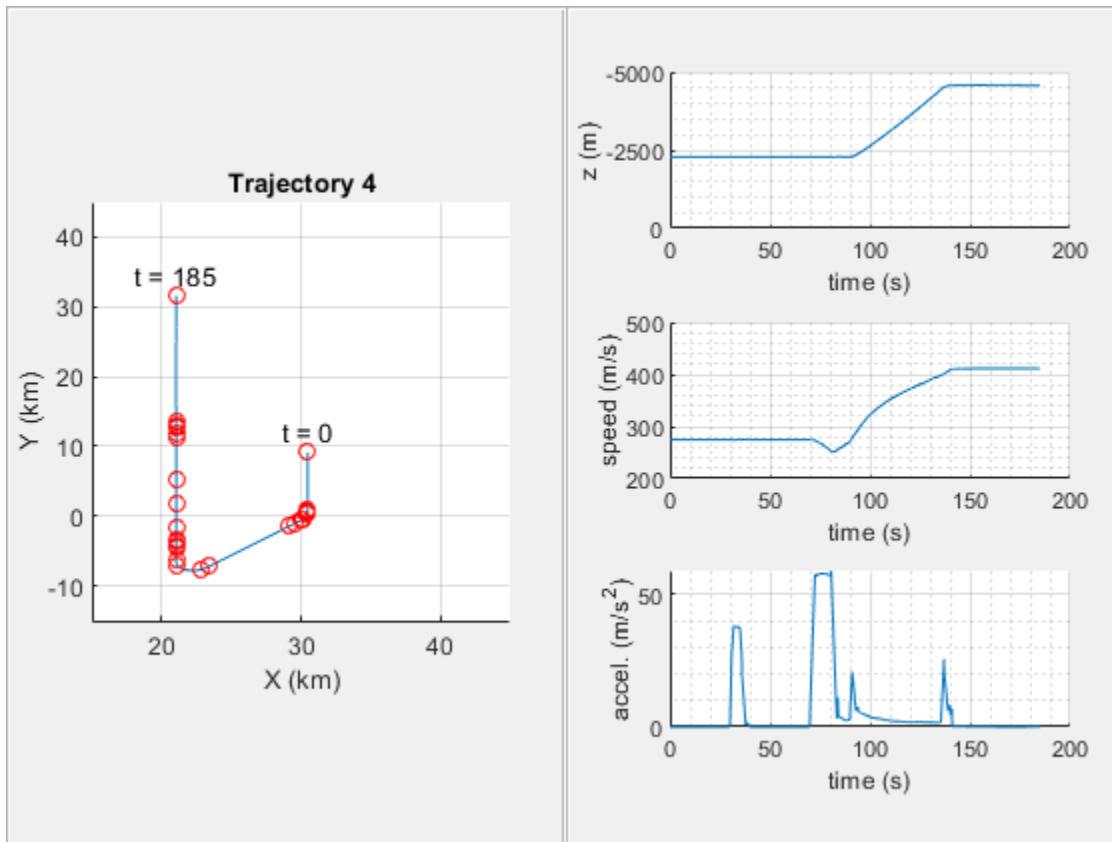 Trajectory 4
40
30
20
10
0
-10
Y (km)
t = 185
t = 0
20 30 40
X (km)
-5000
-2500
0
z (m)
0 50 100 150 200
time (s)
500
400
300
200
speed (m/s)
0 50 100 150 200
time (s)
50
0
accel. (m/s²)
0 50 100 150 200
time (s)